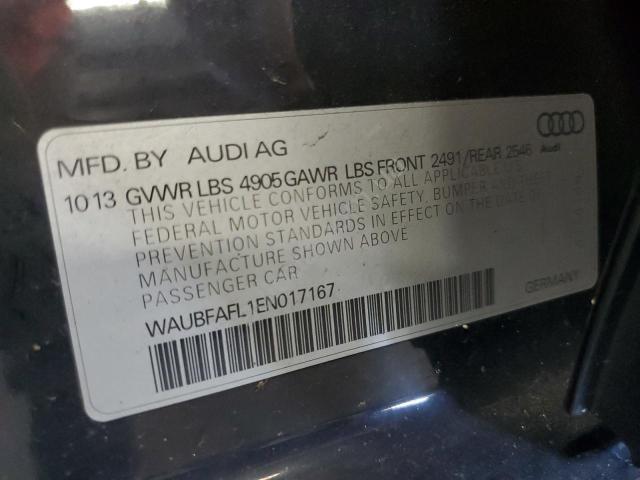 MFD. BY AUDI AG
Audi
1013 GVWR LBS 4905 GAWR LBS FRONT 2491/REAR 2546
THIS VEHICLE CONFORMS TO ALL APPLICABLE U.S.
FEDERAL MOTOR VEHICLE SAFETY, BUMPER AND THEFT
PREVENTION STANDARDS IN EFFECT ON THE DATE OF
MANUFACTURE SHOWN ABOVE
PASSENGER CAR
WAUBFAFL1EN017167
GERMANY